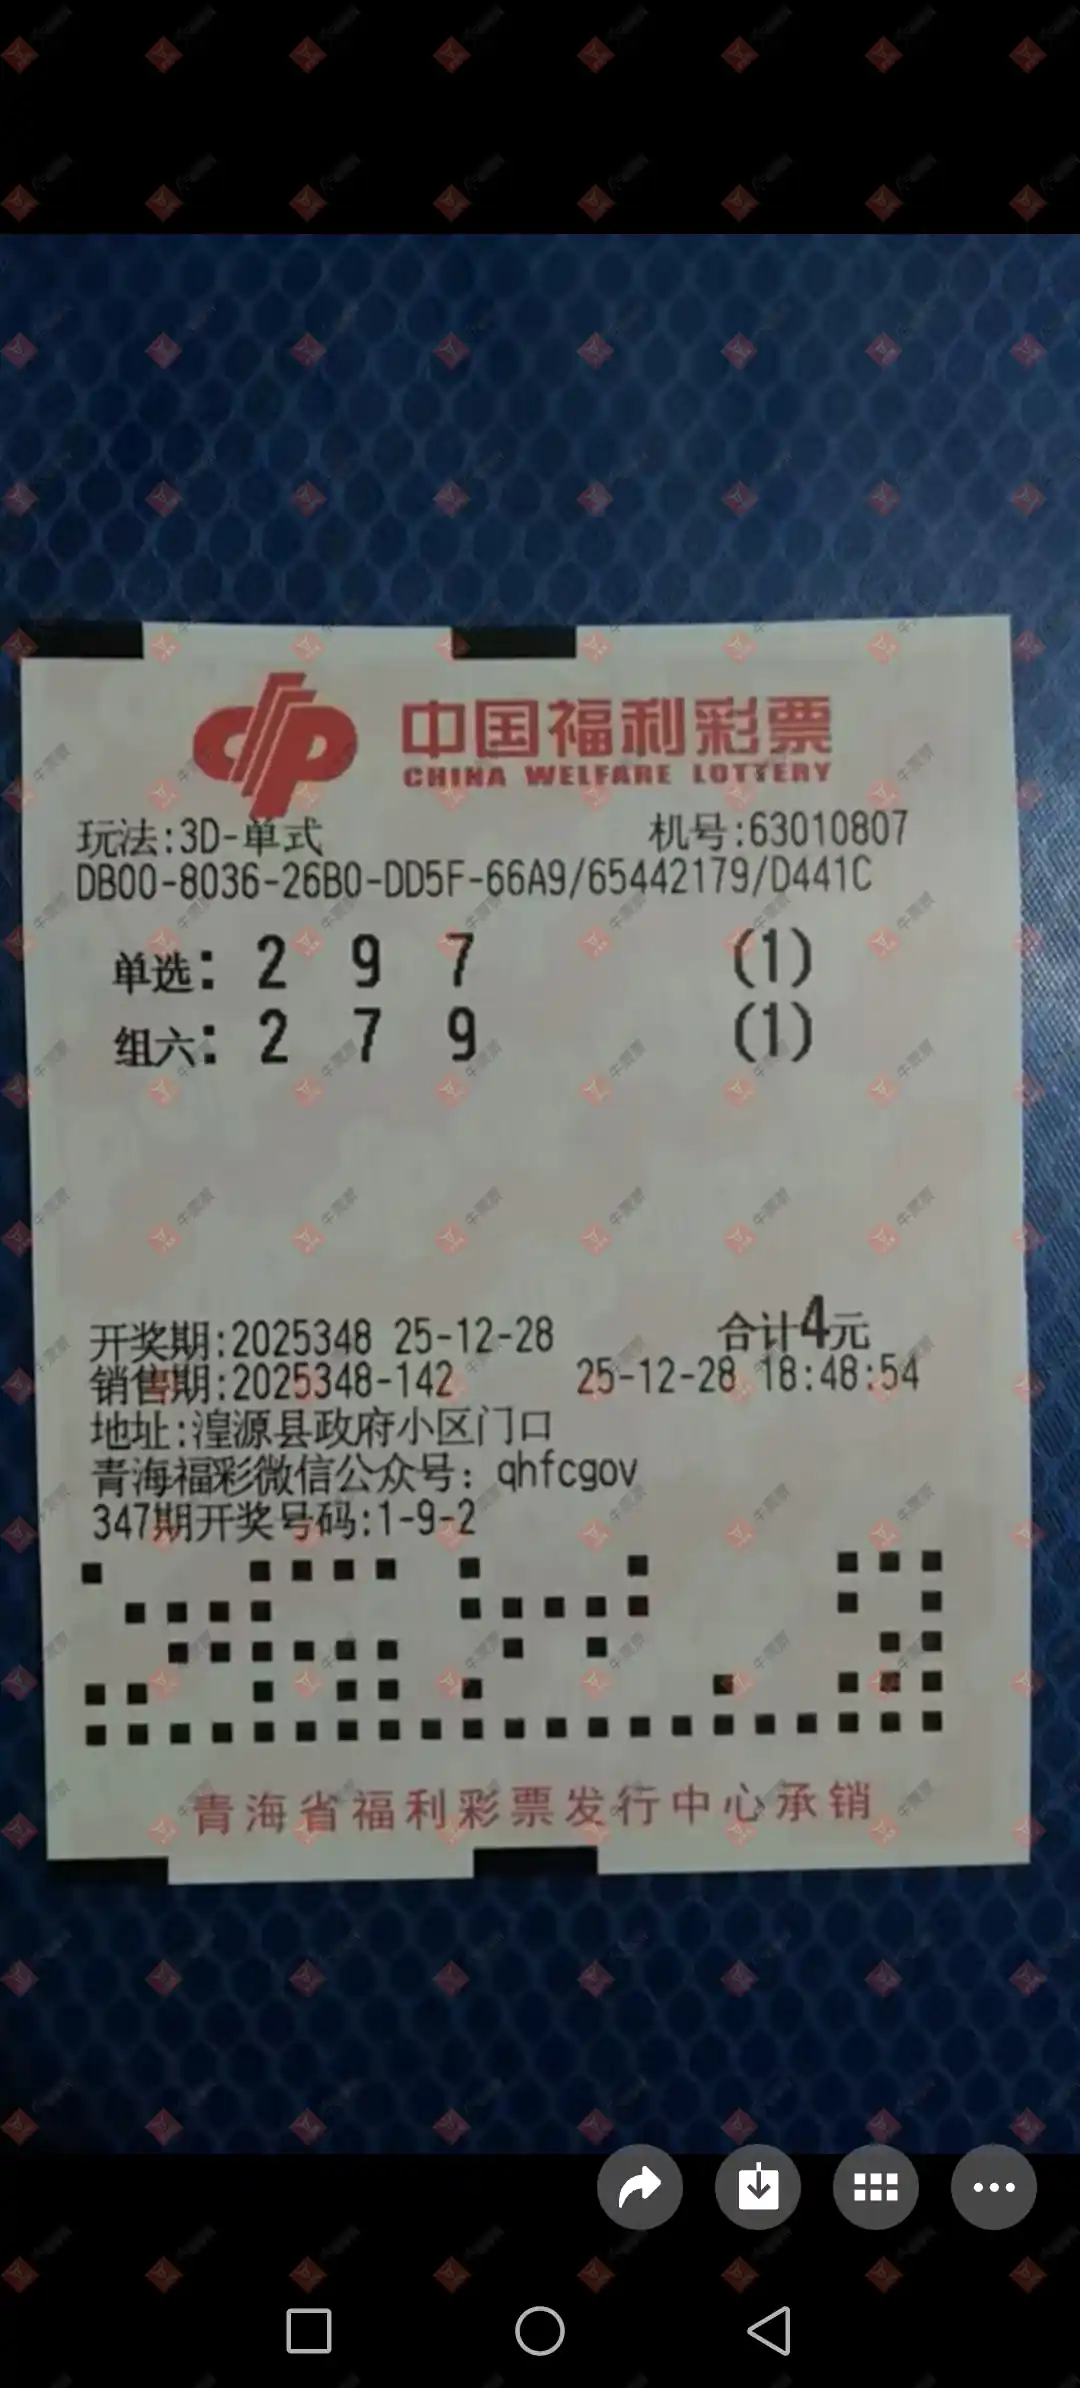 中国福利彩票
CHINA WELFARE LOTTERY
玩法:3D-单式 机号:63010807
DB00-8036-26B0-DD5F-66A9/65442179/D441C
单选: 2 9 7 (1)
组六: 2 7 9 (1)
开奖期:2025348 25-12-28 合计4元
销售期:2025348-142 25-12-28 18:48:54
地址:湟源县政府小区门口
青海福彩微信公众号: qhfcgov
347期开奖号码:1-9-2
青海省福利彩票发行中心承销